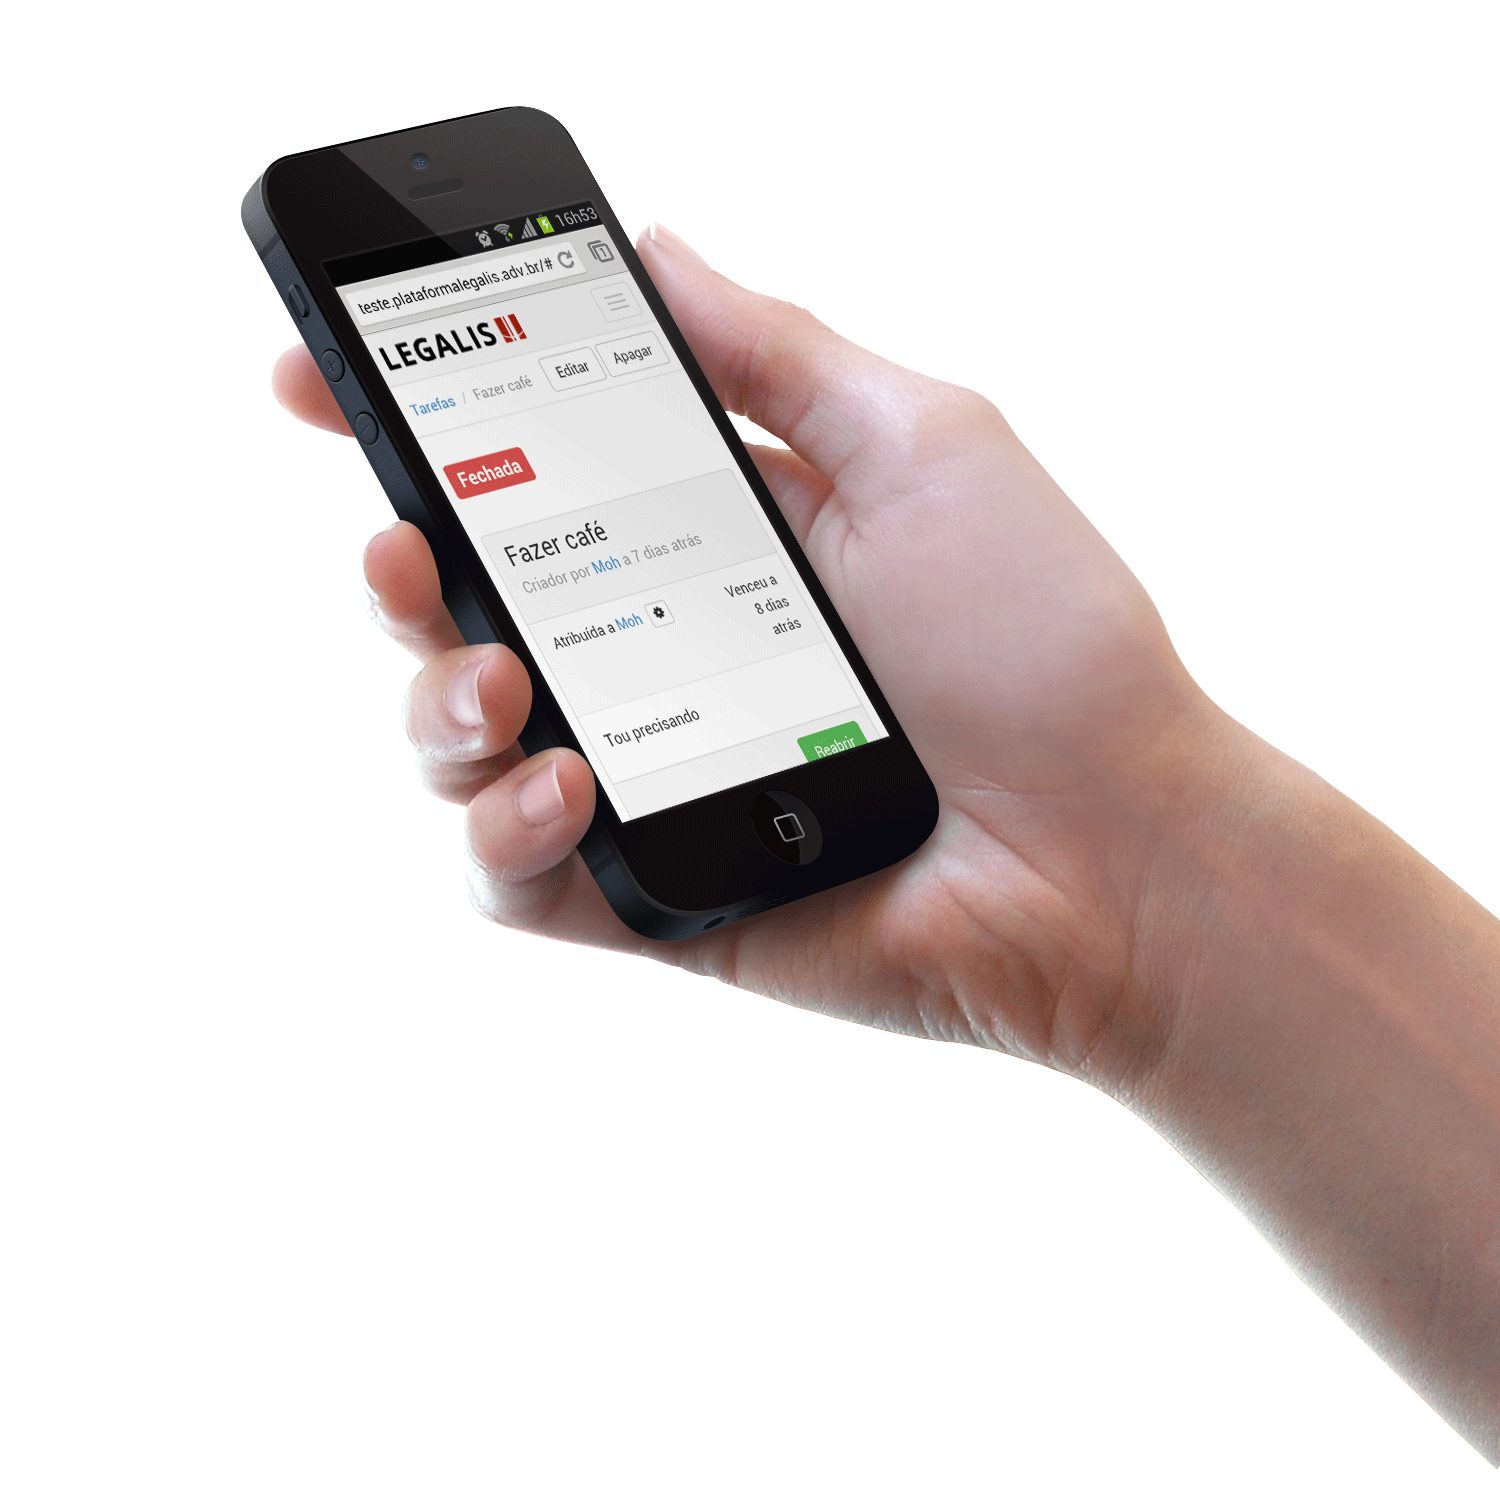 16h53
teste.plataformalegalis.adv.br/#
1
LEGALIS
Tarefas / Fazer café
Editar
Apagar
Fechada
Fazer café
Criador por Moh a 7 dias atrás
Atribuída a Moh
Venceu a
8 dias
atrás
Tou precisando
Reabrir